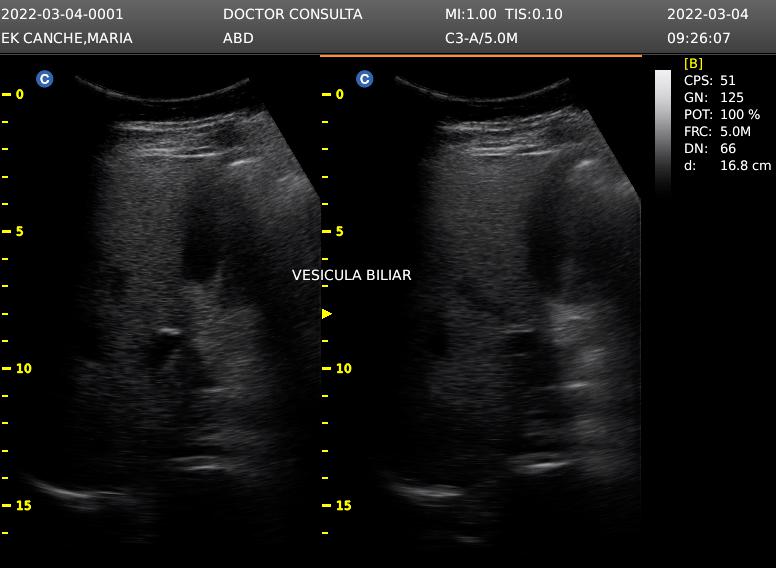 2022-03-04-0001 DOCTOR CONSULTA MI:1.00 TIS:0.10 2022-03-04
EK CANCHE,MARIA ABD C3-A/5.0M 09:26:07
C C
[B]
CPS: 51
GN: 125
POT: 100 %
FRC: 5.0M
DN: 66
d: 16.8 cm
0 0
5 5
VESICULA BILIAR
10 10
15 15